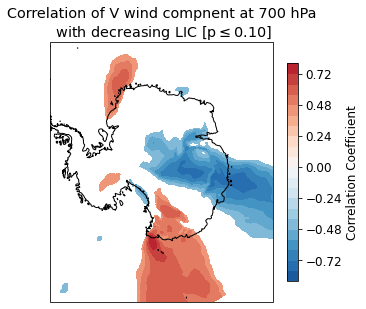 Correlation of V wind compnent at 700 hPa
with decreasing LIC [p ≤ 0.10]
0.72
0.48
0.24
0.00
−0.24
−0.48
−0.72
Correlation Coefficient